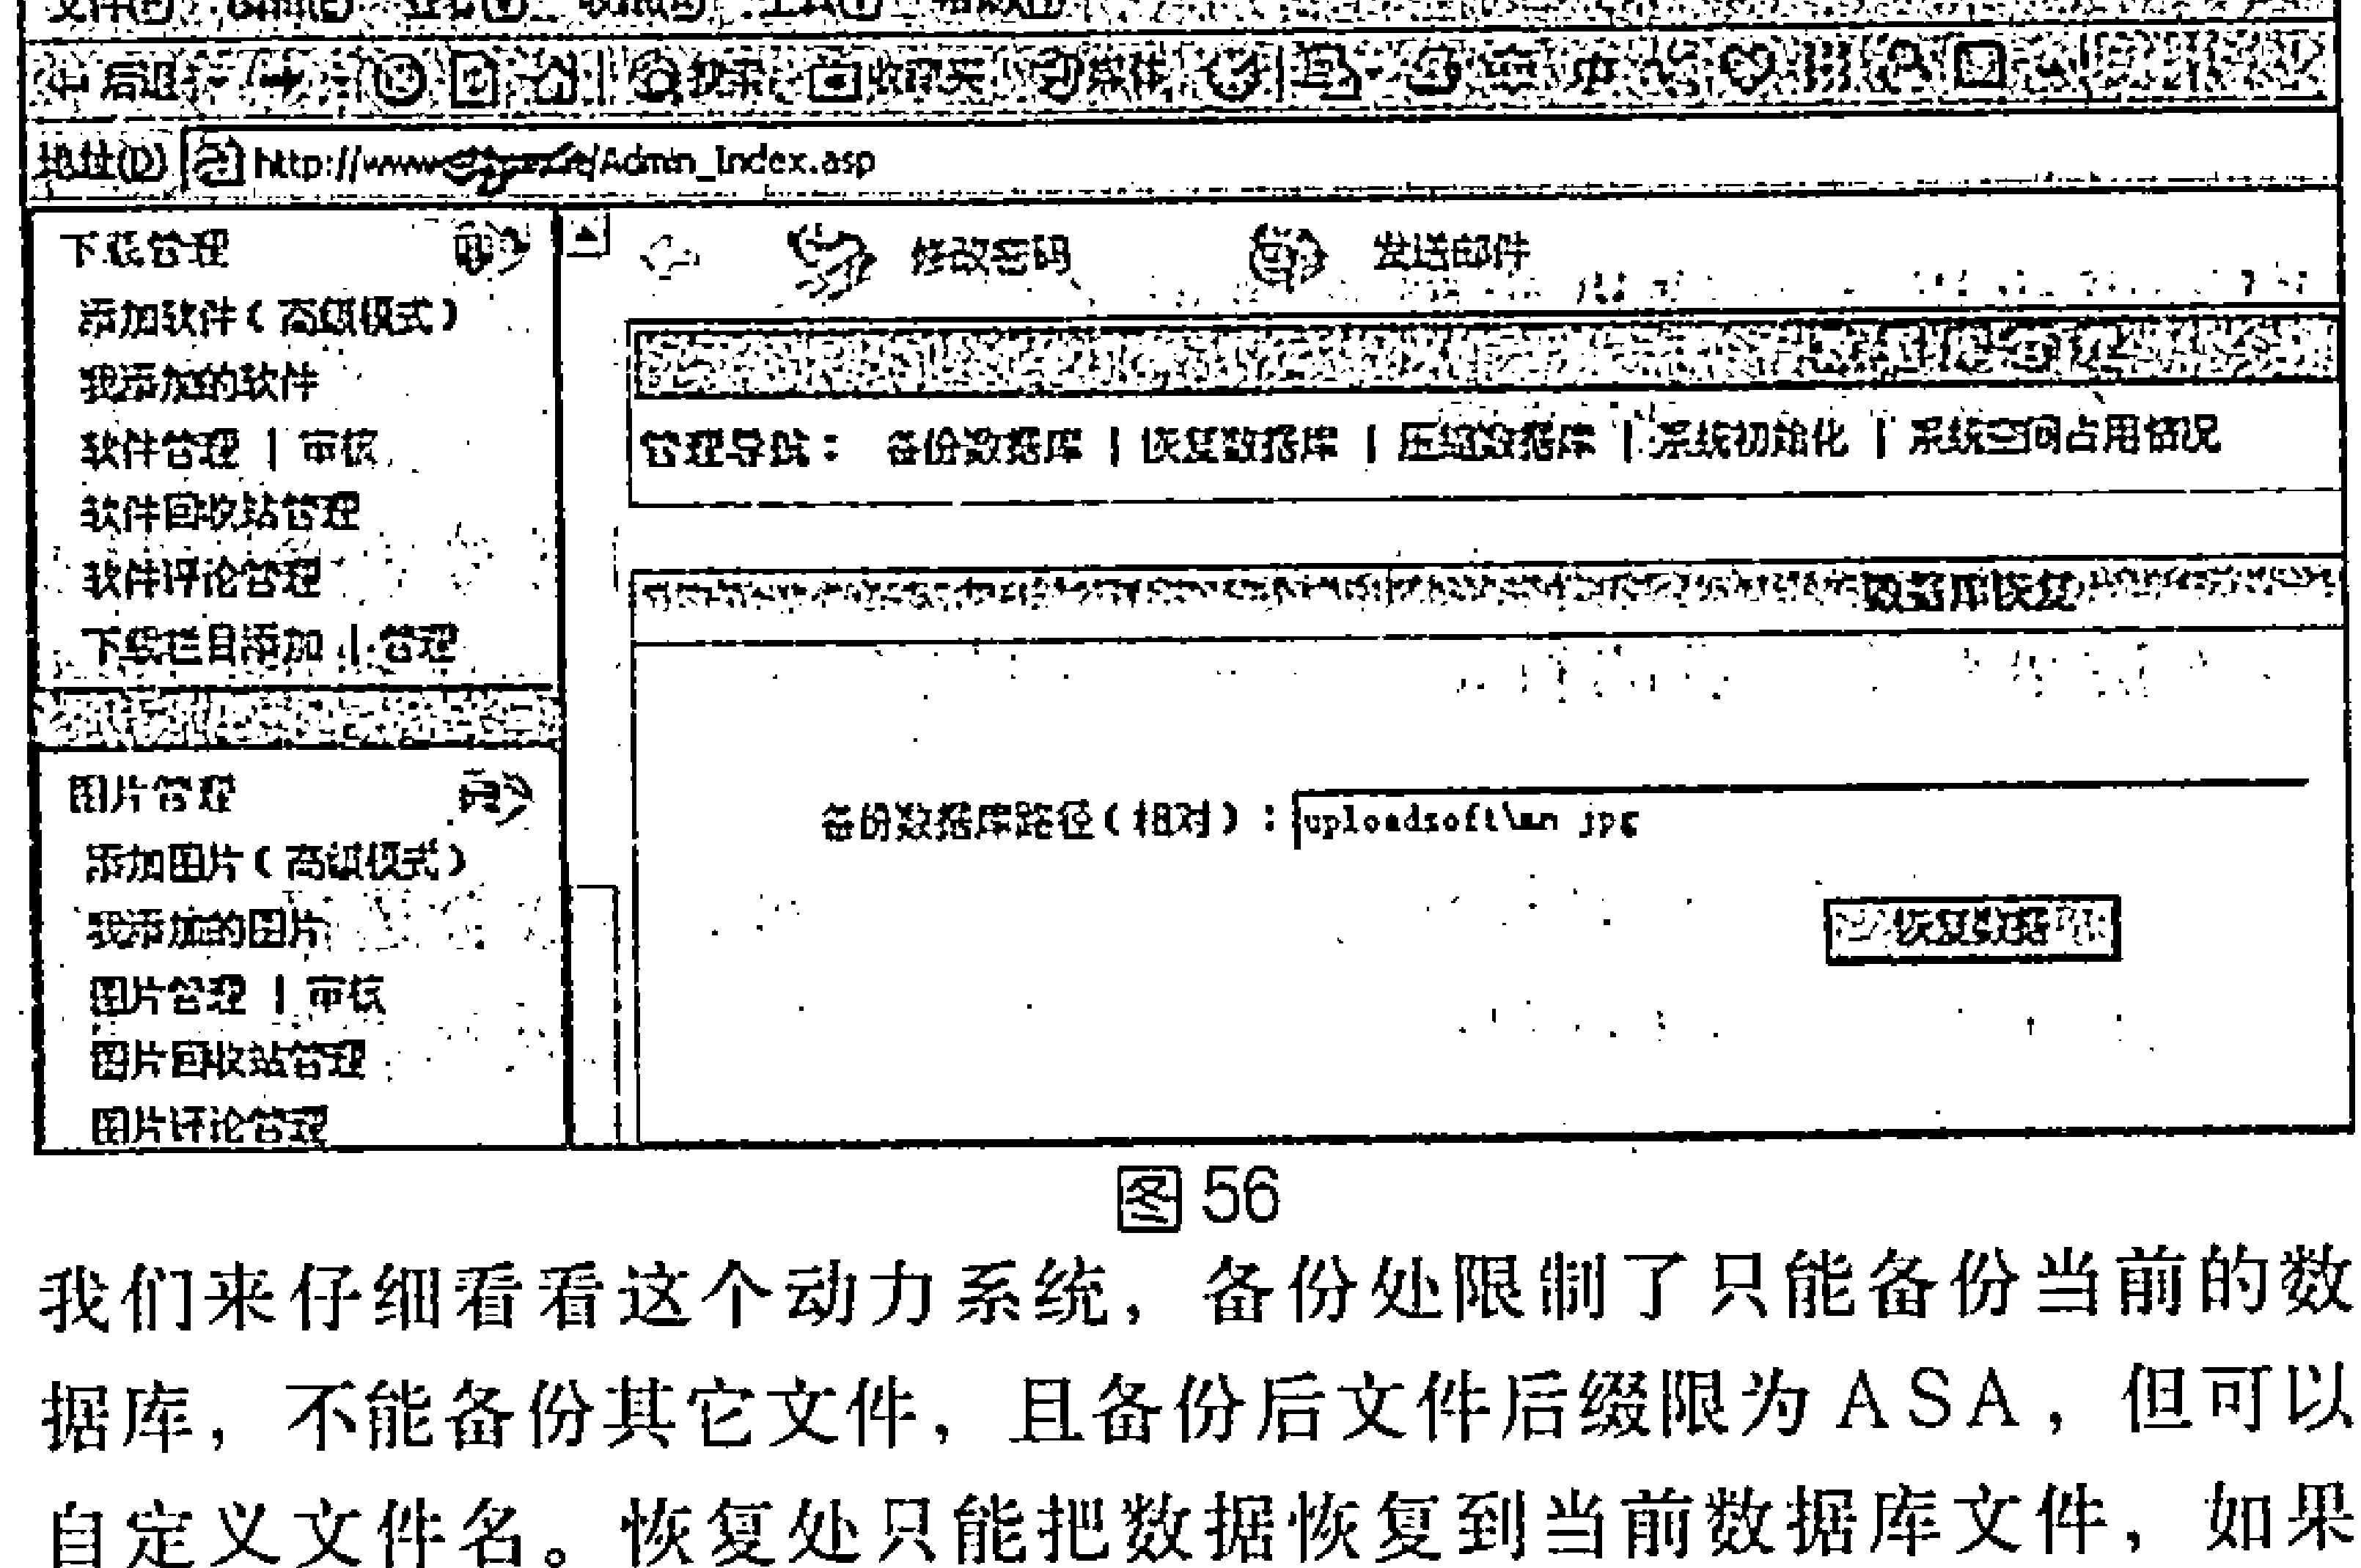 后退 搜索 收藏夹 媒体
地址(D) http://www /Admin_Index.asp
下载管理
添加软件(高级模式)
我添加的软件
软件管理 | 审核
软件回收站管理
软件评论管理
下载栏目添加 | 管理
图片管理
添加图片(高级模式)
我添加的图片
图片管理 | 审核
图片回收站管理
图片评论管理
修改密码 发送邮件
管理导航: 备份数据库 | 恢复数据库 | 压缩数据库 | 系统初始化 | 系统空间占用情况
数据库恢复
备份数据库路径(相对): uploadsoft\ jpg
恢复数据
图 56
我们来仔细看看这个动力系统，备份处限制了只能备份当前的数
据库，不能备份其它文件，且备份后文件后缀限为ASA，但可以
自定义文件名。恢复处只能把数据恢复到当前数据库文件，如果